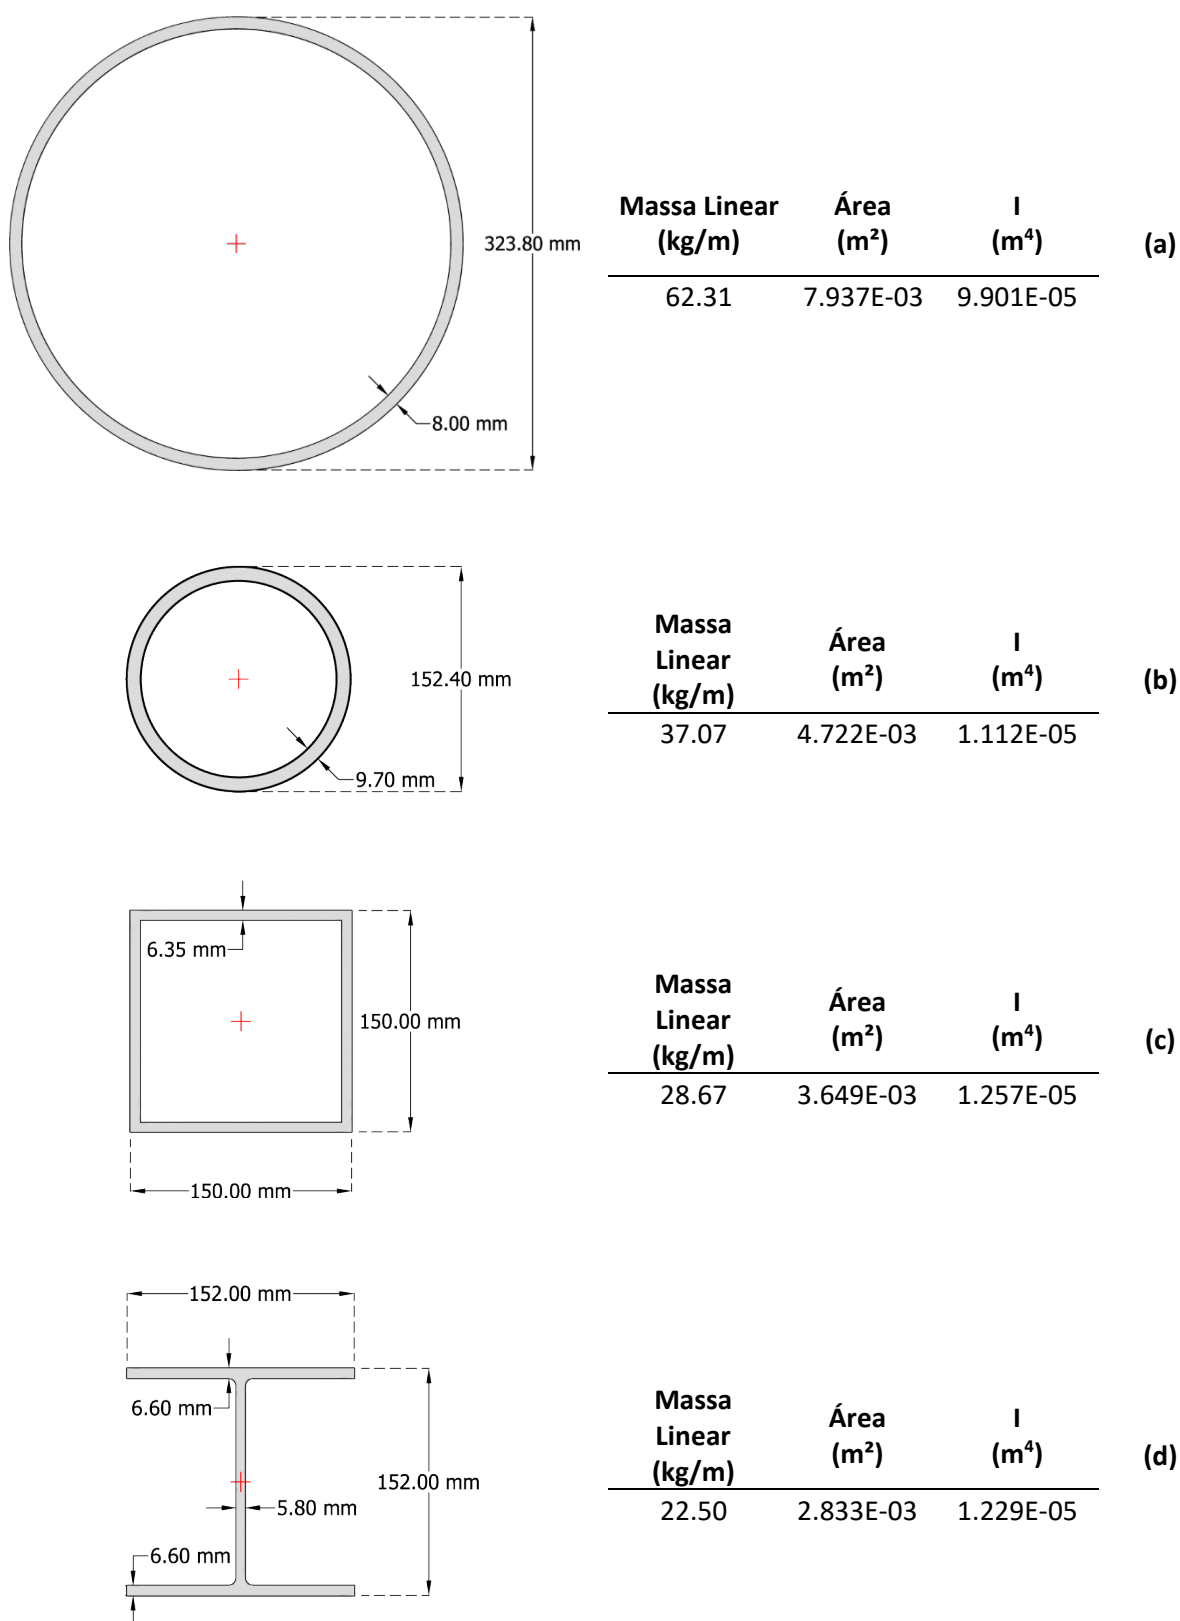 323.80 mm
8.00 mm
Massa Linear (kg/m) Área (m²) I (m⁴)
62.31 7.937E-03 9.901E-05
(a)
152.40 mm
9.70 mm
Massa Linear (kg/m) Área (m²) I (m⁴)
37.07 4.722E-03 1.112E-05
(b)
6.35 mm
150.00 mm
150.00 mm
Massa Linear (kg/m) Área (m²) I (m⁴)
28.67 3.649E-03 1.257E-05
(c)
152.00 mm
6.60 mm
152.00 mm
5.80 mm
6.60 mm
Massa Linear (kg/m) Área (m²) I (m⁴)
22.50 2.833E-03 1.229E-05
(d)